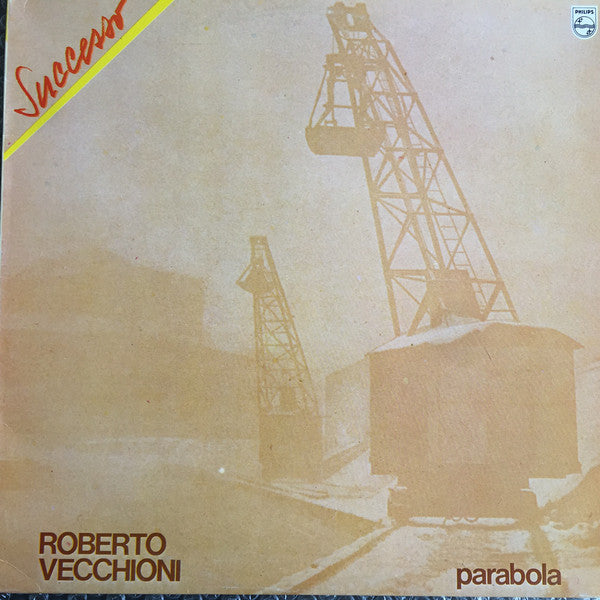 Successo
PHILIPS
ROBERTO
VECCHIONI
parabola